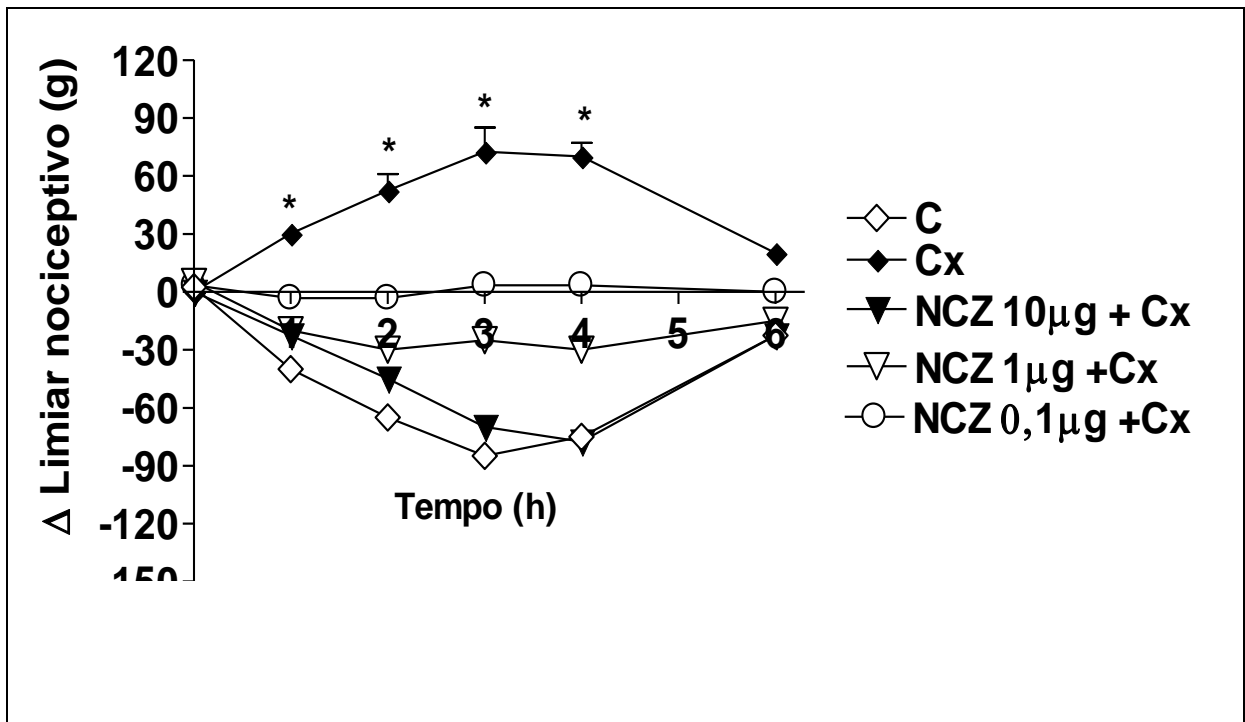 Δ Limiar nociceptivo (g)
120
90
60
30
0
-30
-60
-90
-120
150
* * * *
1 2 3 4 5 6
Tempo (h)
C
Cx
NCZ 10μg + Cx
NCZ 1μg +Cx
NCZ 0,1μg +Cx